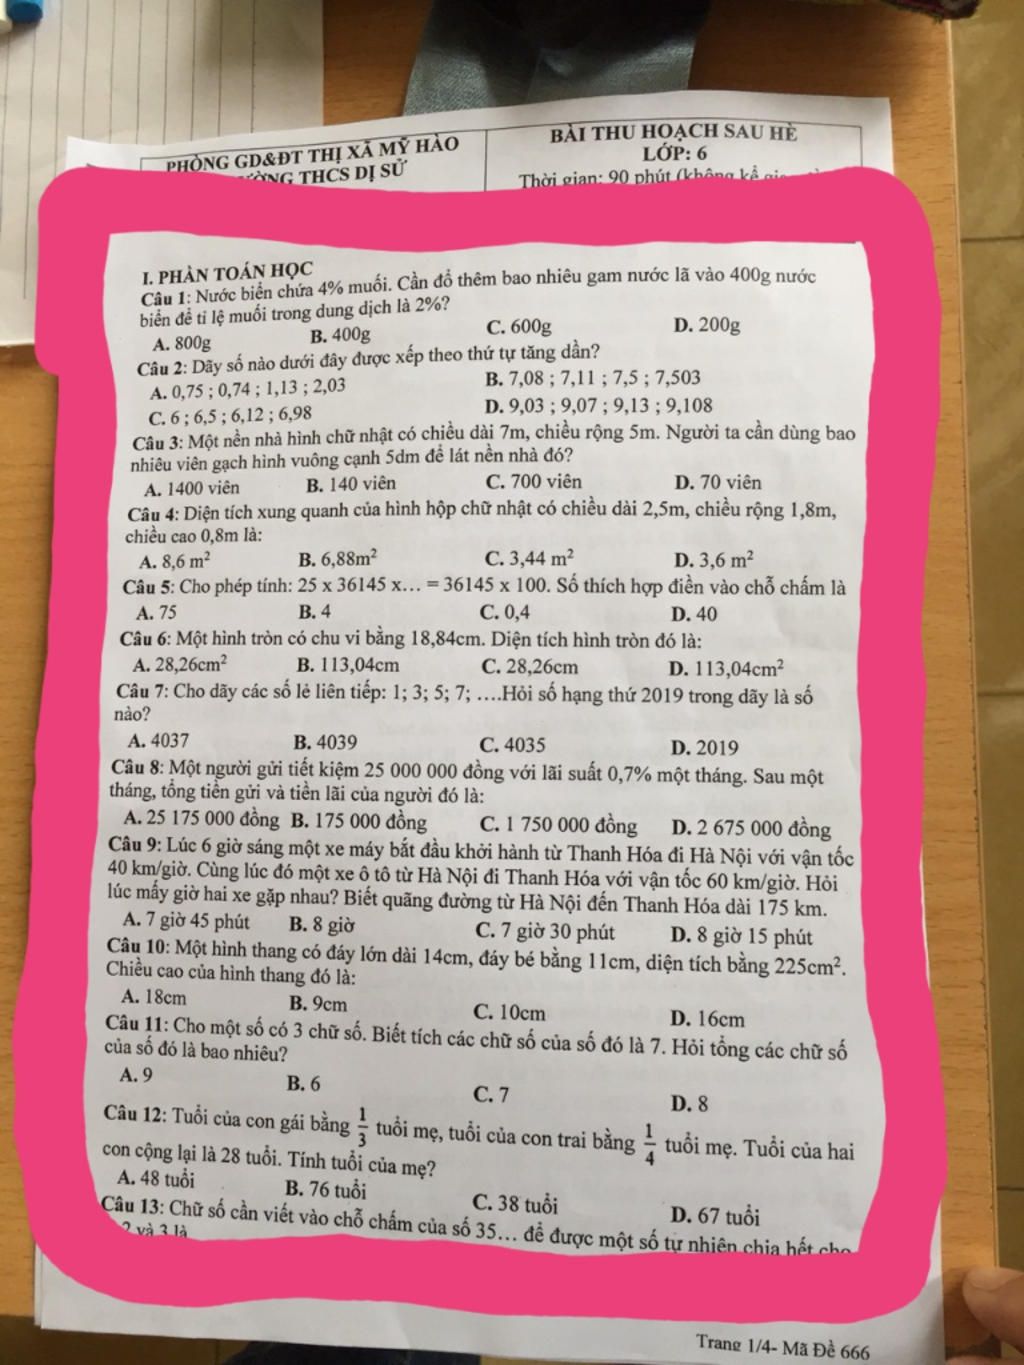 PHÒNG GD&ĐT THỊ XÃ MỸ HÀO
THCS DỊ SỬ
BÀI THU HOẠCH SAU HÈ
LỚP: 6
Thời gian: 90 phút (không kể
I. PHẦN TOÁN HỌC
Câu 1: Nước biển chứa 4% muối. Cần đổ thêm bao nhiêu gam nước lã vào 400g nước
biển để tỉ lệ muối trong dung dịch là 2%?
A. 800g B. 400g C. 600g D. 200g
Câu 2: Dãy số nào dưới đây được xếp theo thứ tự tăng dần?
A. 0,75 ; 0,74 ; 1,13 ; 2,03 B. 7,08 ; 7,11 ; 7,5 ; 7,503
C. 6 ; 6,5 ; 6,12 ; 6,98 D. 9,03 ; 9,07 ; 9,13 ; 9,108
Câu 3: Một nền nhà hình chữ nhật có chiều dài 7m, chiều rộng 5m. Người ta cần dùng bao
nhiêu viên gạch hình vuông cạnh 5dm để lát nền nhà đó?
A. 1400 viên B. 140 viên C. 700 viên D. 70 viên
Câu 4: Diện tích xung quanh của hình hộp chữ nhật có chiều dài 2,5m, chiều rộng 1,8m,
chiều cao 0,8m là:
A. 8,6 m² B. 6,88m² C. 3,44 m² D. 3,6 m²
Câu 5: Cho phép tính: 25 x 36145 x... = 36145 x 100. Số thích hợp điền vào chỗ chấm là
A. 75 B. 4 C. 0,4 D. 40
Câu 6: Một hình tròn có chu vi bằng 18,84cm. Diện tích hình tròn đó là:
A. 28,26cm² B. 113,04cm C. 28,26cm D. 113,04cm²
Câu 7: Cho dãy các số lẻ liên tiếp: 1; 3; 5; 7; ....Hỏi số hạng thứ 2019 trong dãy là số
nào?
A. 4037 B. 4039 C. 4035 D. 2019
Câu 8: Một người gửi tiết kiệm 25 000 000 đồng với lãi suất 0,7% một tháng. Sau một
tháng, tổng tiền gửi và tiền lãi của người đó là:
A. 25 175 000 đồng B. 175 000 đồng C. 1 750 000 đồng D. 2 675 000 đồng
Câu 9: Lúc 6 giờ sáng một xe máy bắt đầu khởi hành từ Thanh Hóa đi Hà Nội với vận tốc
40 km/giờ. Cùng lúc đó một xe ô tô từ Hà Nội đi Thanh Hóa với vận tốc 60 km/giờ. Hỏi
lúc mấy giờ hai xe gặp nhau? Biết quãng đường từ Hà Nội đến Thanh Hóa dài 175 km.
A. 7 giờ 45 phút B. 8 giờ C. 7 giờ 30 phút D. 8 giờ 15 phút
Câu 10: Một hình thang có đáy lớn dài 14cm, đáy bé bằng 11cm, diện tích bằng 225cm².
Chiều cao của hình thang đó là:
A. 18cm B. 9cm C. 10cm D. 16cm
Câu 11: Cho một số có 3 chữ số. Biết tích các chữ số của số đó là 7. Hỏi tổng các chữ số
của số đó là bao nhiêu?
A. 9 B. 6 C. 7 D. 8
Câu 12: Tuổi của con gái bằng 1/3 tuổi mẹ, tuổi của con trai bằng 1/4 tuổi mẹ. Tuổi của hai
con cộng lại là 28 tuổi. Tính tuổi của mẹ?
A. 48 tuổi B. 76 tuổi C. 38 tuổi D. 67 tuổi
Câu 13: Chữ số cần viết vào chỗ chấm của số 35... để được một số tự nhiên chia hết cho
2 và 3 là
Trang 1/4- Mã Đề 666